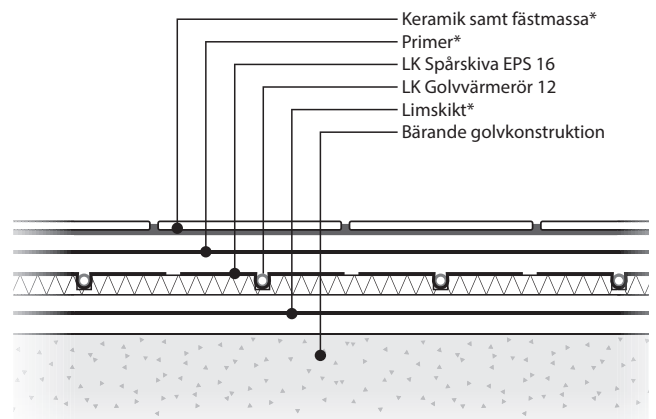 Keramik samt fästmassa*
Primer*
LK Spårskiva EPS 16
LK Golvvärmerör 12
Limskikt*
Bärande golvkonstruktion